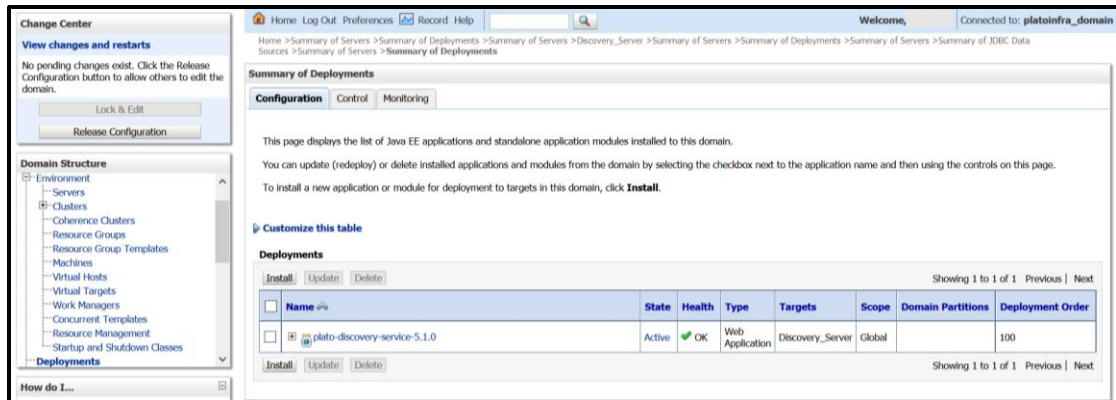 Change Center
View changes and restarts
No pending changes exist. Click the Release
Configuration button to allow others to edit the
domain.
Lock & Edit
Release Configuration
Domain Structure
Environment
Servers
Clusters
Coherence Clusters
Resource Groups
Resource Group Templates
Machines
Virtual Hosts
Virtual Targets
Work Managers
Concurrent Templates
Resource Management
Startup and Shutdown Classes
Deployments
How do I...
Home Log Out Preferences Record Help
Welcome, Connected to: platoinfra_domain
Home >Summary of Servers >Summary of Deployments >Summary of Servers >Discovery_Server >Summary of Servers >Summary of Deployments >Summary of Servers >Summary of JDBC Data
Sources >Summary of Servers >Summary of Deployments
Summary of Deployments
Configuration Control Monitoring
This page displays the list of Java EE applications and standalone application modules installed to this domain.
You can update (redeploy) or delete installed applications and modules from the domain by selecting the checkbox next to the application name and then using the controls on this page.
To install a new application or module for deployment to targets in this domain, click Install.
Customize this table
Deployments
Install Update Delete Showing 1 to 1 of 1 Previous | Next
Name State Health Type Targets Scope Domain Partitions Deployment Order
plato-discovery-service-5.1.0 Active OK Web
Application Discovery_Server Global 100
Install Update Delete Showing 1 to 1 of 1 Previous | Next